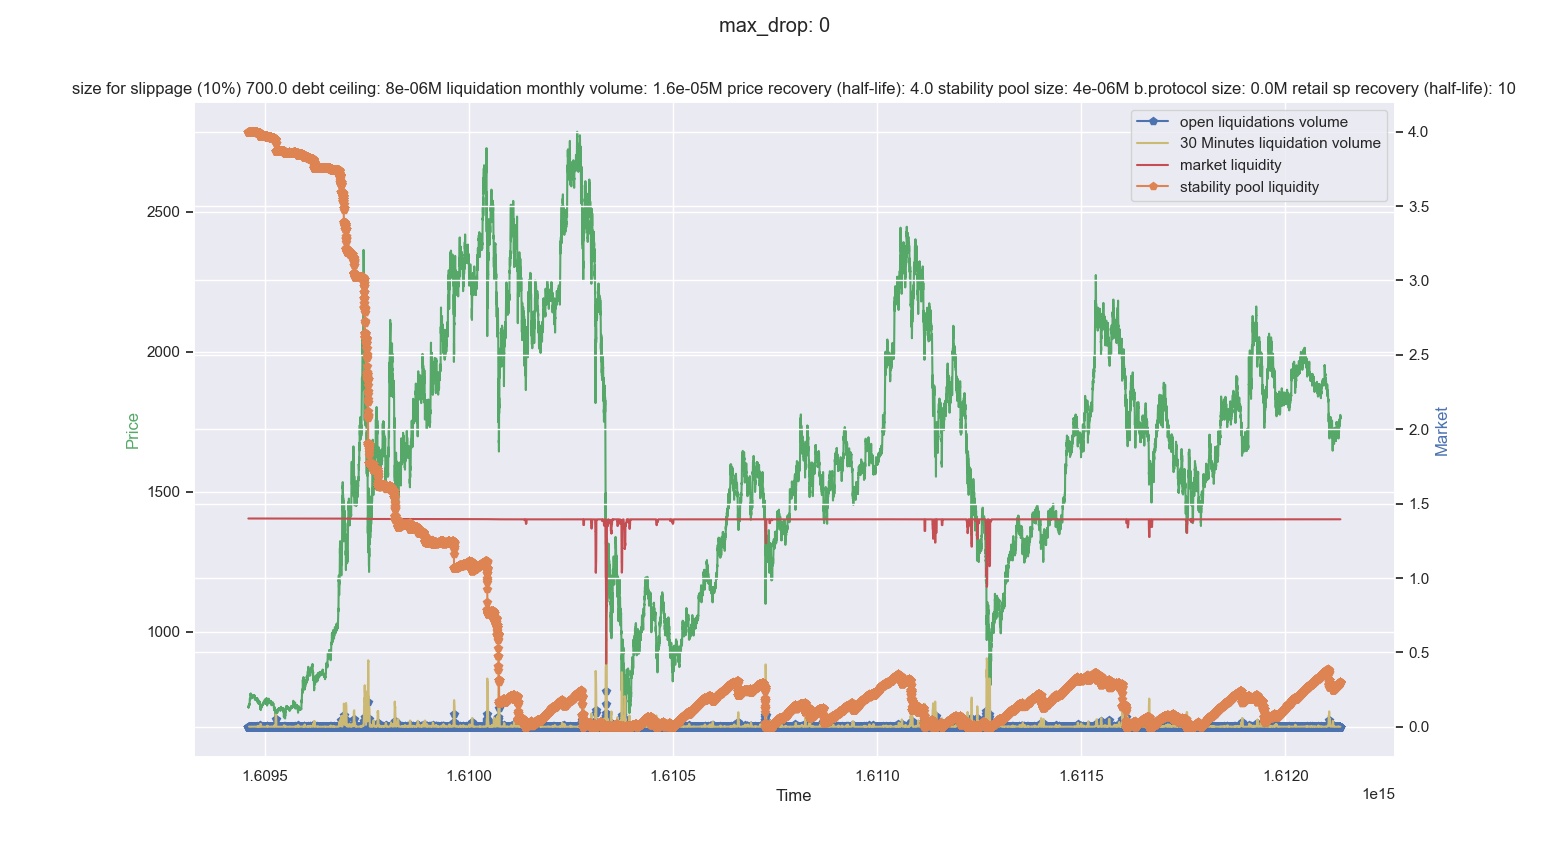 max_drop: 0
size for slippage (10%) 700.0 debt ceiling: 8e-06M liquidation monthly volume: 1.6e-05M price recovery (half-life): 4.0 stability pool size: 4e-06M b.protocol size: 0.0M retail sp recovery (half-life): 10
open liquidations volume
30 Minutes liquidation volume
market liquidity
stability pool liquidity
Price
2500
2000
1500
1000
4.0
3.5
3.0
2.5
2.0
1.5
1.0
0.5
0.0
Market
1.6095
1.6100
1.6105
1.6110
1.6115
1.6120
Time
1e15